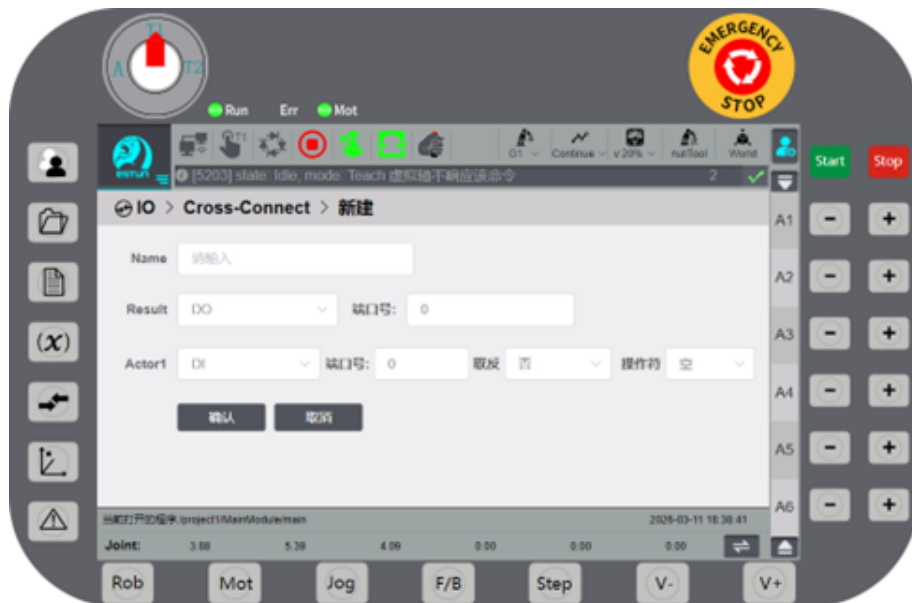 T1
A T2
EMERGENCY
STOP
Run Err Mot
T1
G1 Continue v:20% nullTool World
ESTUN
[5203] state: Idle, mode: Teach 虚拟轴不响应该命令 2
Start Stop
IO > Cross-Connect > 新建
A1 - +
Name 请输入
A2 - +
Result DO 端口号: 0
A3 - +
Actor1 DI 端口号: 0 取反 否 操作符 空
(x)
A4 - +
确认 取消
A5 - +
A6 - +
当前打开的程序:/project1/MainModule/main 2026-03-11 18:38:41
Joint: 3.88 5.39 4.09 0.00 0.00 0.00
Rob Mot Jog F/B Step V- V+